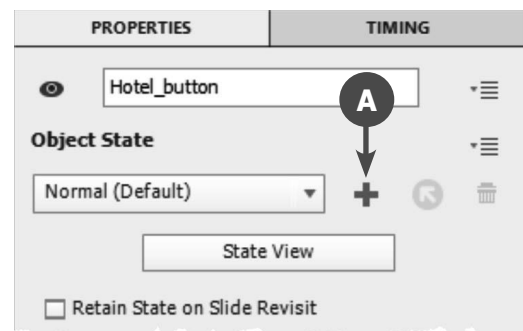 PROPERTIES TIMING
Hotel_button
A
Object State
Normal (Default)
State View
Retain State on Slide Revisit